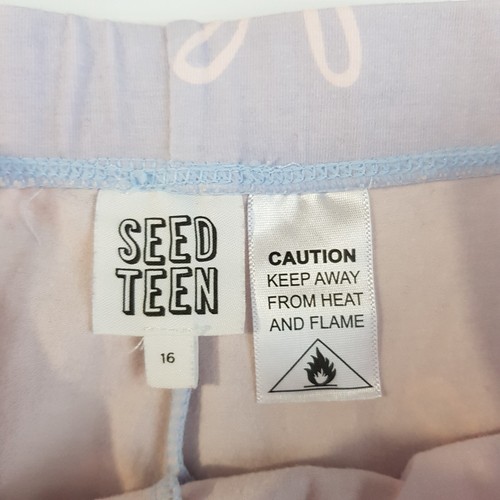 SEED
TEEN
16
CAUTION
KEEP AWAY
FROM HEAT
AND FLAME